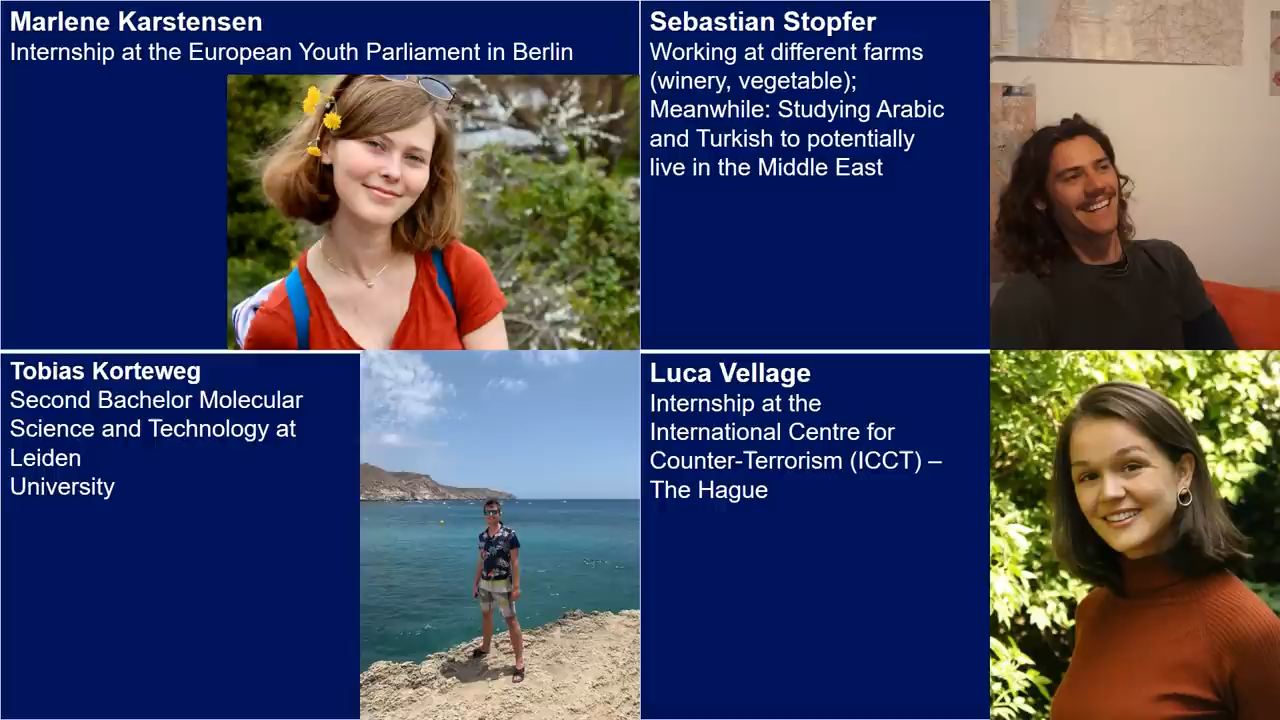 Marlene Karstensen
Internship at the European Youth Parliament in Berlin
Sebastian Stopfer
Working at different farms
(winery, vegetable);
Meanwhile: Studying Arabic
and Turkish to potentially
live in the Middle East
Tobias Korteweg
Second Bachelor Molecular
Science and Technology at
Leiden
University
Luca Vellage
Internship at the
International Centre for
Counter-Terrorism (ICCT) –
The Hague